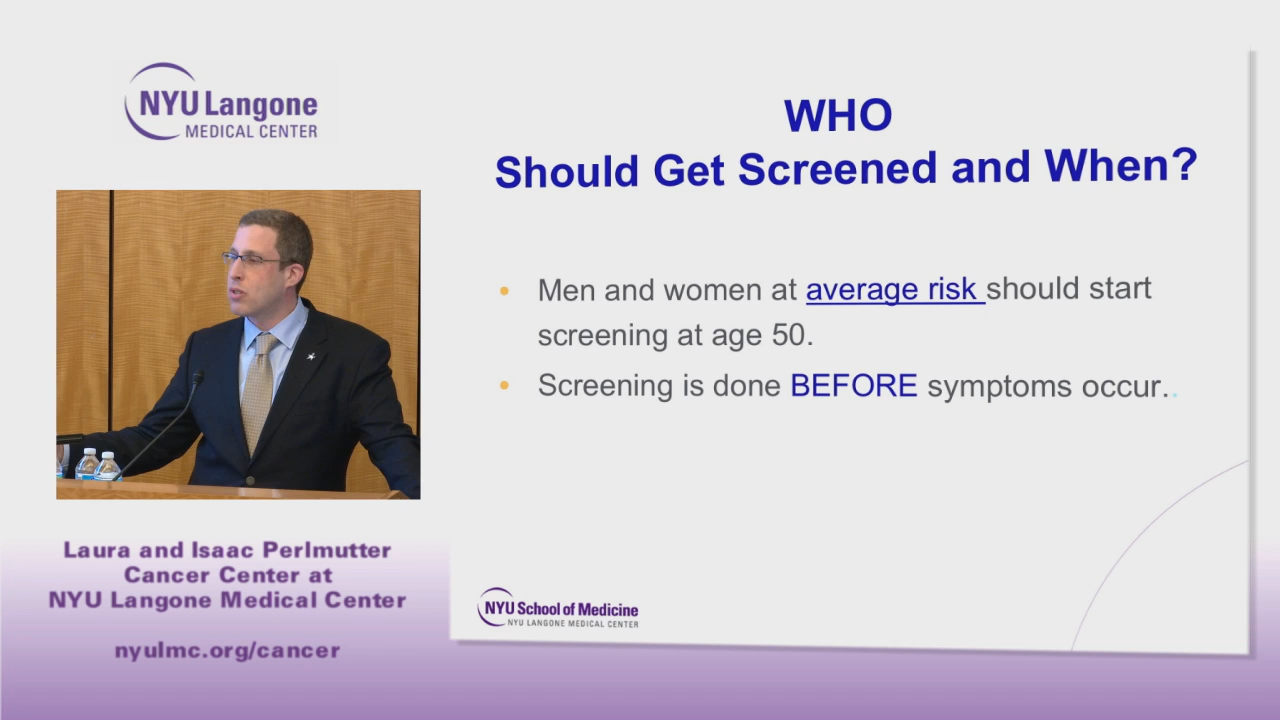 NYU Langone
MEDICAL CENTER
WHO
Should Get Screened and When?
• Men and women at average risk should start
screening at age 50.
• Screening is done BEFORE symptoms occur..
Laura and Isaac Perlmutter
Cancer Center at
NYU Langone Medical Center
nyulmc.org/cancer
NYU School of Medicine
NYU LANGONE MEDICAL CENTER